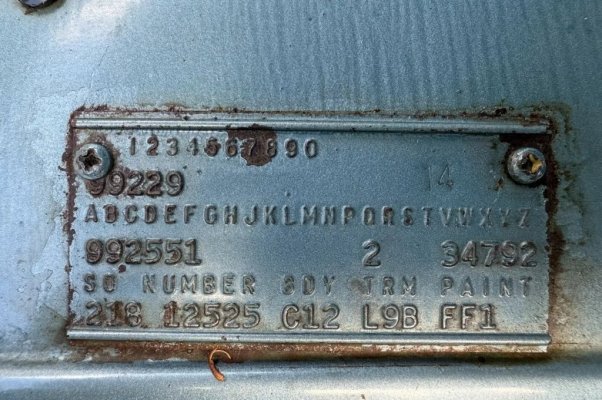 1234567890
99229 14
ABCDEFGHJKLMNPQRSTVWXYZ
992551 2 34792
SO NUMBER BDY TRM PAINT
218 12525 C12 L9B FF1